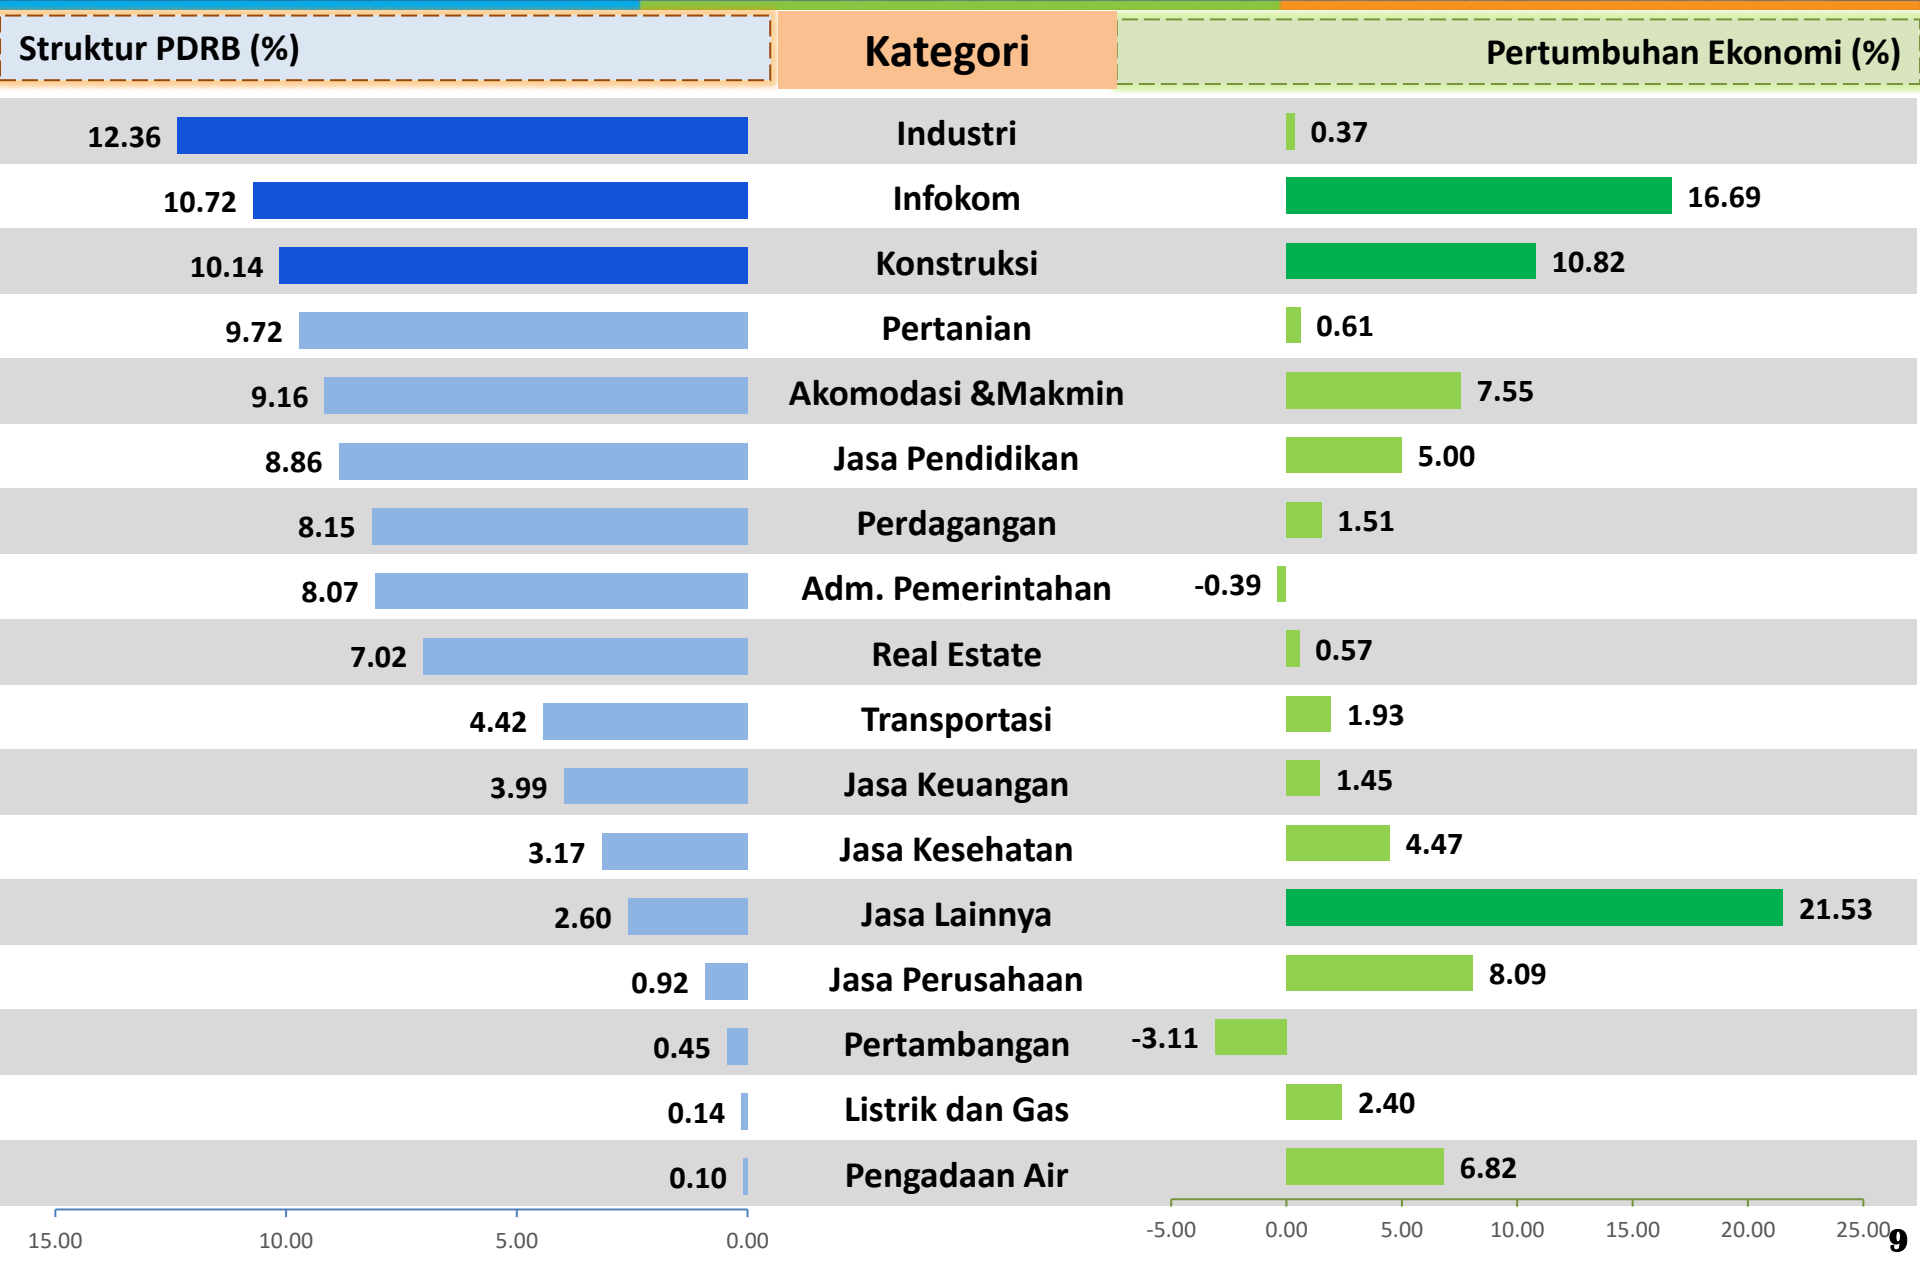 Struktur PDRB (%) Kategori Pertumbuhan Ekonomi (%)
12.36 Industri 0.37
10.72 Infokom 16.69
10.14 Konstruksi 10.82
9.72 Pertanian 0.61
9.16 Akomodasi &Makmin 7.55
8.86 Jasa Pendidikan 5.00
8.15 Perdagangan 1.51
8.07 Adm. Pemerintahan -0.39
7.02 Real Estate 0.57
4.42 Transportasi 1.93
3.99 Jasa Keuangan 1.45
3.17 Jasa Kesehatan 4.47
2.60 Jasa Lainnya 21.53
0.92 Jasa Perusahaan 8.09
0.45 Pertambangan -3.11
0.14 Listrik dan Gas 2.40
0.10 Pengadaan Air 6.82
15.00 10.00 5.00 0.00 -5.00 0.00 5.00 10.00 15.00 20.00 25.00
9